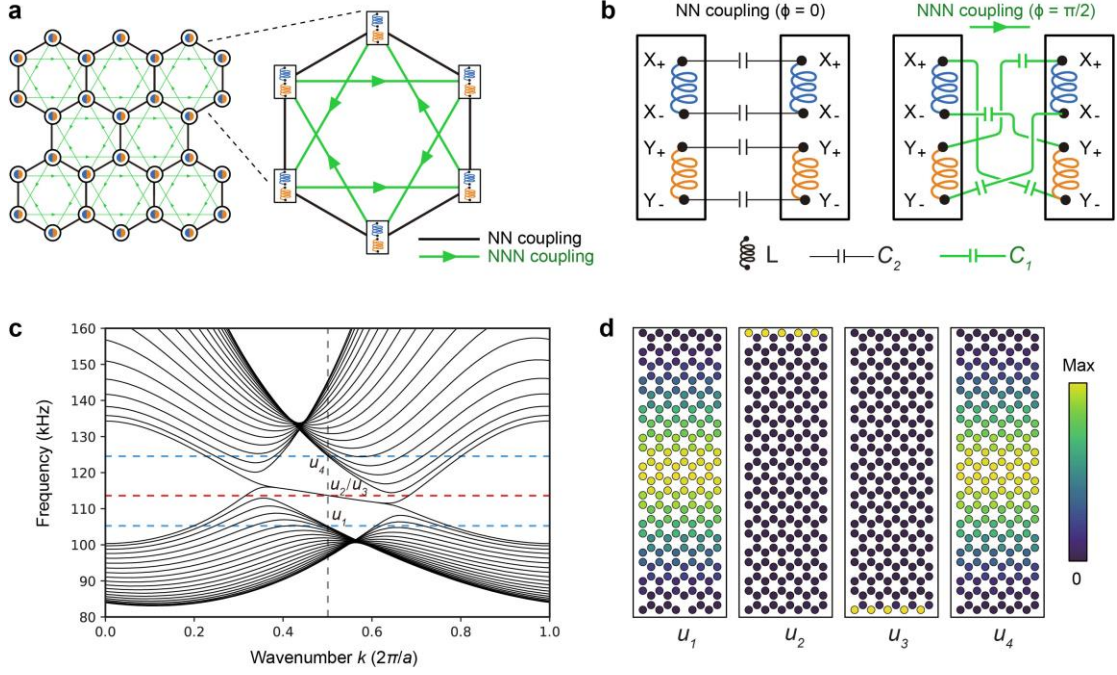 a
NN coupling
NNN coupling
b
NN coupling (ϕ = 0)
NNN coupling (ϕ = π/2)
X+
X-
Y+
Y-
X+
X-
Y+
Y-
X+
X-
Y+
Y-
X+
X-
Y+
Y-
L
C2
C1
c
Frequency (kHz)
160
150
140
130
120
110
100
90
80
u4
u2/u3
u1
0.0 0.2 0.4 0.6 0.8 1.0
Wavenumber k (2π/a)
d
Max
0
u1 u2 u3 u4